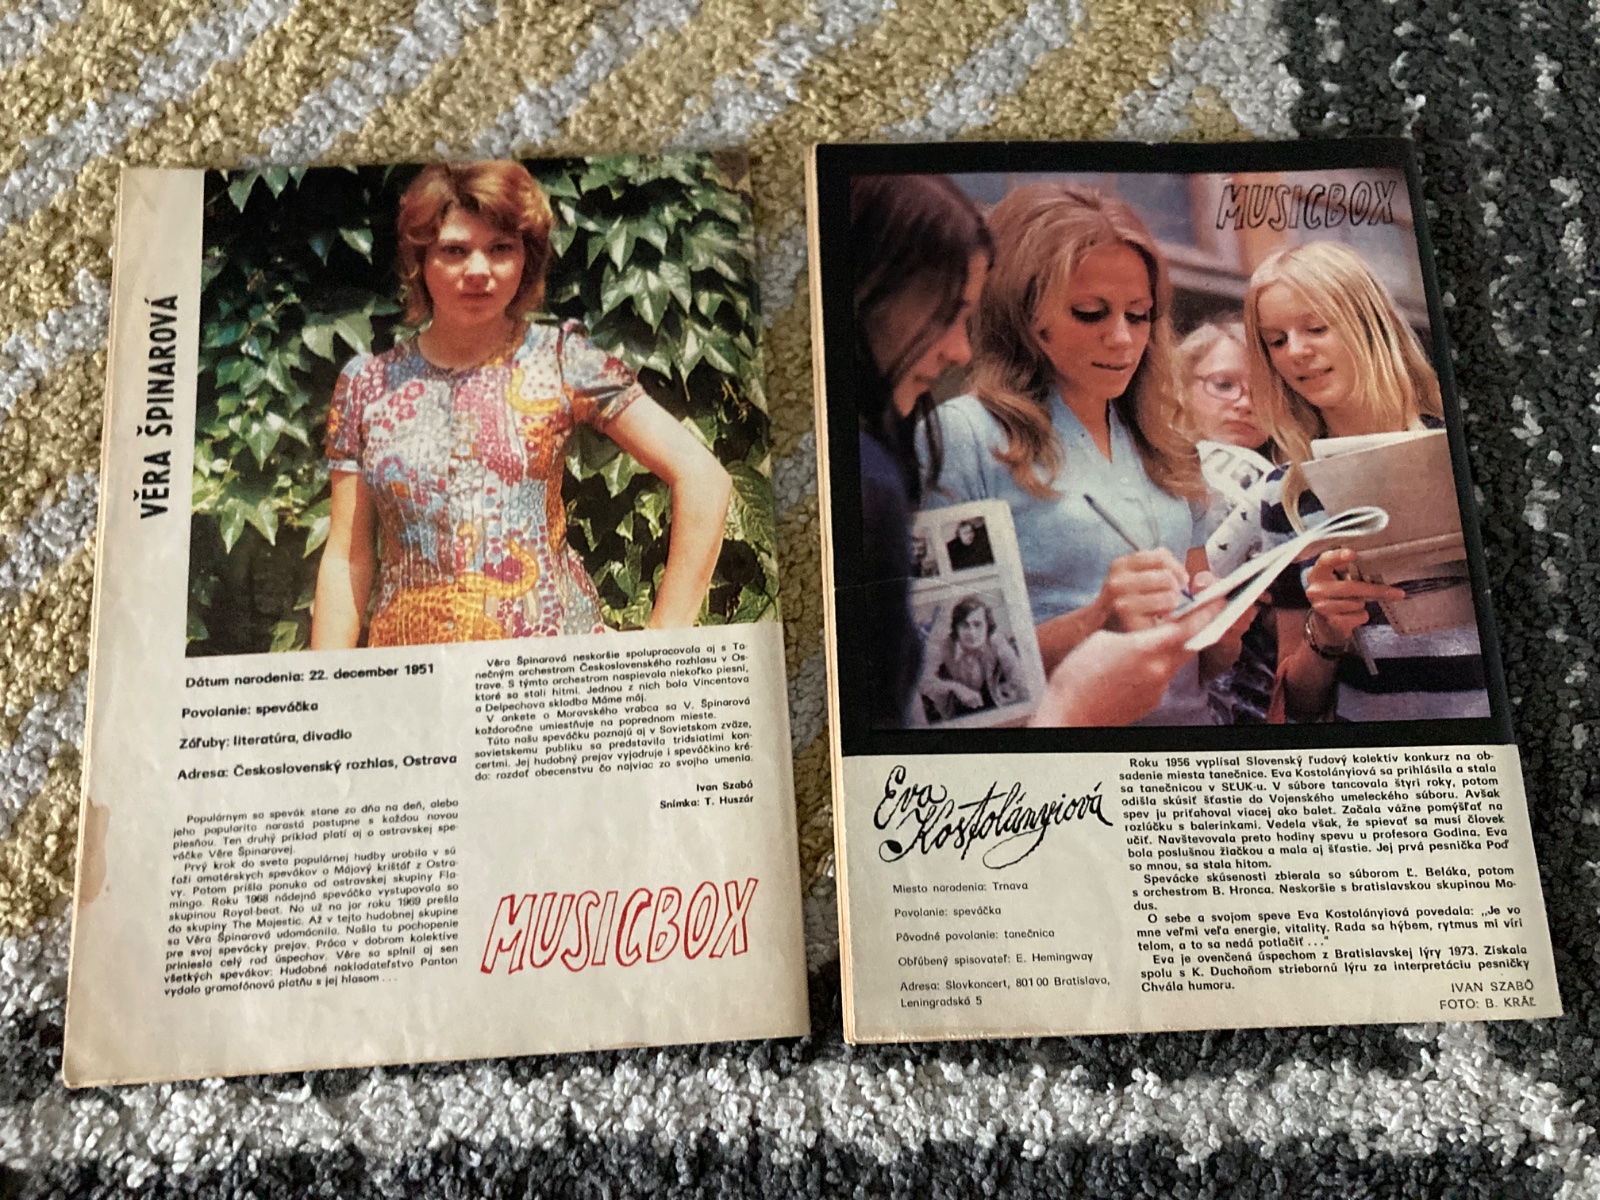 VĚRA ŠPINAROVÁ
Dátum narodenia: 22. december 1951
Povolanie: speváčka
Záľuby: literatúra, divadlo
Adresa: Československý rozhlas, Ostrava
Populárnym sa spevák stane zo dňa na deň, alebo
jeho popularita narastá postupne s každou novou
piesňou. Ten druhý príklad platí aj o ostravskej spe-
váčke Věre Špinarovej.
Prvý krok do sveta populárnej hudby urobila v sú
ťaži amatérskych spevákov o Májový krištáľ z Ostra-
vy. Potom prišla ponuka od ostravskej skupiny Fla-
mingo. Roku 1968 nádejná speváčka vystupovala so
skupinou Royal-beat. No už na jar roku 1969 prešla
do skupiny The Majestic. Až v tejto hudobnej skupine
sa Věra Špinarová udomácnila. Našla tu pochopenie
pre svoj spevácky prejav. Práca v dobrom kolektíve
priniesla celý rad úspechov. Věre sa splnil aj sen
všetkých spevákov: Hudobné nakladateľstvo Panton
vydalo gramofónovú platňu s jej hlasom ...
Věra Špinarová neskoršie spolupracovala aj s Ta-
nečným orchestrom Československého rozhlasu v Os-
trave. S týmto orchestrom naspievala niekoľko piesní,
ktoré sa stali hitmi. Jednou z nich bola Vincentova
a Delpechova skladba Máme máj.
V ankete o Moravského vrabca sa V. Špinarová
každoročne umiestňuje na poprednom mieste.
Túto našu speváčku poznajú aj v Sovietskom zväze,
sovietskemu publiku sa predstavila tridsiatimi kon-
certmi. Jej hudobný prejav vyjadruje i speváčkino kré-
do: rozdať obecenstvu čo najviac zo svojho umenia.
Ivan Szabó
Snímka: T. Huszár
MUSICBOX
MUSICBOX
Eva
Kostolányiová
Miesto narodenia: Trnava
Povolanie: speváčka
Pôvodné povolanie: tanečnica
Obľúbený spisovateľ: E. Hemingway
Adresa: Slovkoncert, 801 00 Bratislava,
Leningradská 5
Roku 1956 vypísal Slovenský ľudový kolektív konkurz na ob-
sadenie miesta tanečnice. Eva Kostolányiová sa prihlásila a stala
sa tanečnicou v SĽUK-u. V súbore tancovala štyri roky, potom
odišla skúsiť šťastie do Vojenského umeleckého súboru. Avšak
spev ju priťahoval viacej ako balet. Začala vážne pomýšľať na
rozlúčku s balerinkami. Vedela však, že spievať sa musí človek
učiť. Navštevovala preto hodiny spevu u profesora Godina. Eva
bola poslušnou žiačkou a mala aj šťastie. Jej prvá pesnička Poď
so mnou, sa stala hitom.
Spevácke skúsenosti zbierala so súborom Ľ. Beláka, potom
s orchestrom B. Hronca. Neskoršie s bratislavskou skupinou Mo-
dus.
O sebe a svojom speve Eva Kostolányiová povedala: „Je vo
mne veľmi veľa energie, vitality. Rada sa hýbem, rytmus mi víri
telom, a to sa nedá potlačiť ...“
Eva je ovenčená úspechom z Bratislavskej lýry 1973. Získala
spolu s K. Duchoňom striebornú lýru za interpretáciu pesničky
Chvála humoru.
IVAN SZABÓ
FOTO: B. KRÁĽ